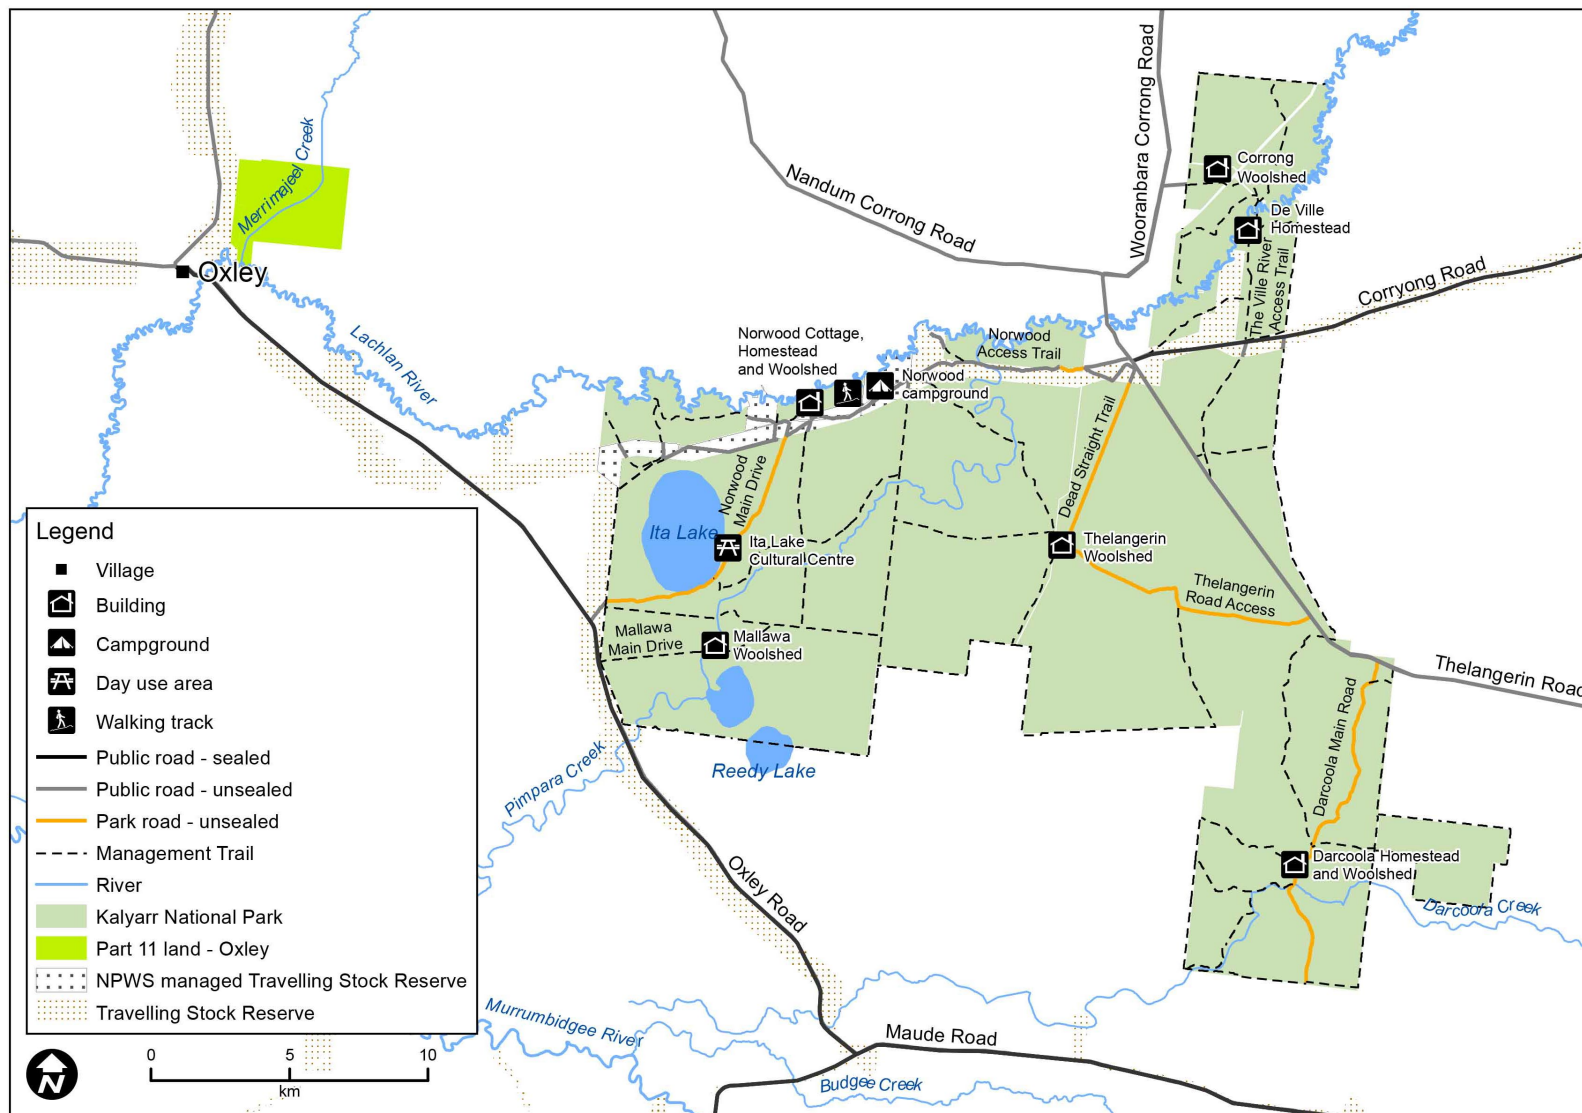 Merrimajeel Creek
Oxley
Lachlan River
Nandum Corrong Road
Wooranbara Corrong Road
Corrong
Woolshed
De Ville
Homestead
The Ville River
Access Trail
Corryong Road
Norwood Cottage,
Homestead
and Woolshed
Norwood
Access Trail
Norwood
campground
Norwood
Main Drive
Dead Straight Trail
Ita Lake
Ita Lake
Cultural Centre
Thelangerin
Woolshed
Thelangerin
Road Access
Mallawa
Main Drive
Mallawa
Woolshed
Thelangerin Road
Pimpara Creek
Reedy Lake
Darcoola Main Road
Oxley Road
Darcoola Homestead
and Woolshed
Darcoola Creek
Murrumbidgee River
Maude Road
Budgee Creek
Legend
Village
Building
Campground
Day use area
Walking track
Public road - sealed
Public road - unsealed
Park road - unsealed
Management Trail
River
Kalyarr National Park
Part 11 land - Oxley
NPWS managed Travelling Stock Reserve
Travelling Stock Reserve
N
0 5 10
km